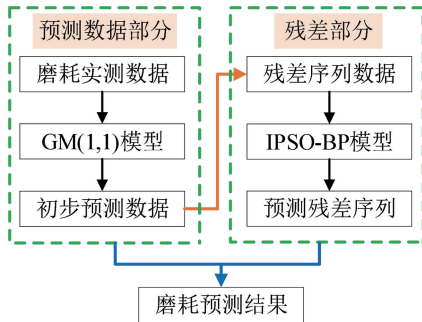 预测数据部分
磨耗实测数据
GM(1,1)模型
初步预测数据
残差部分
残差序列数据
IPSO-BP模型
预测残差序列
磨耗预测结果